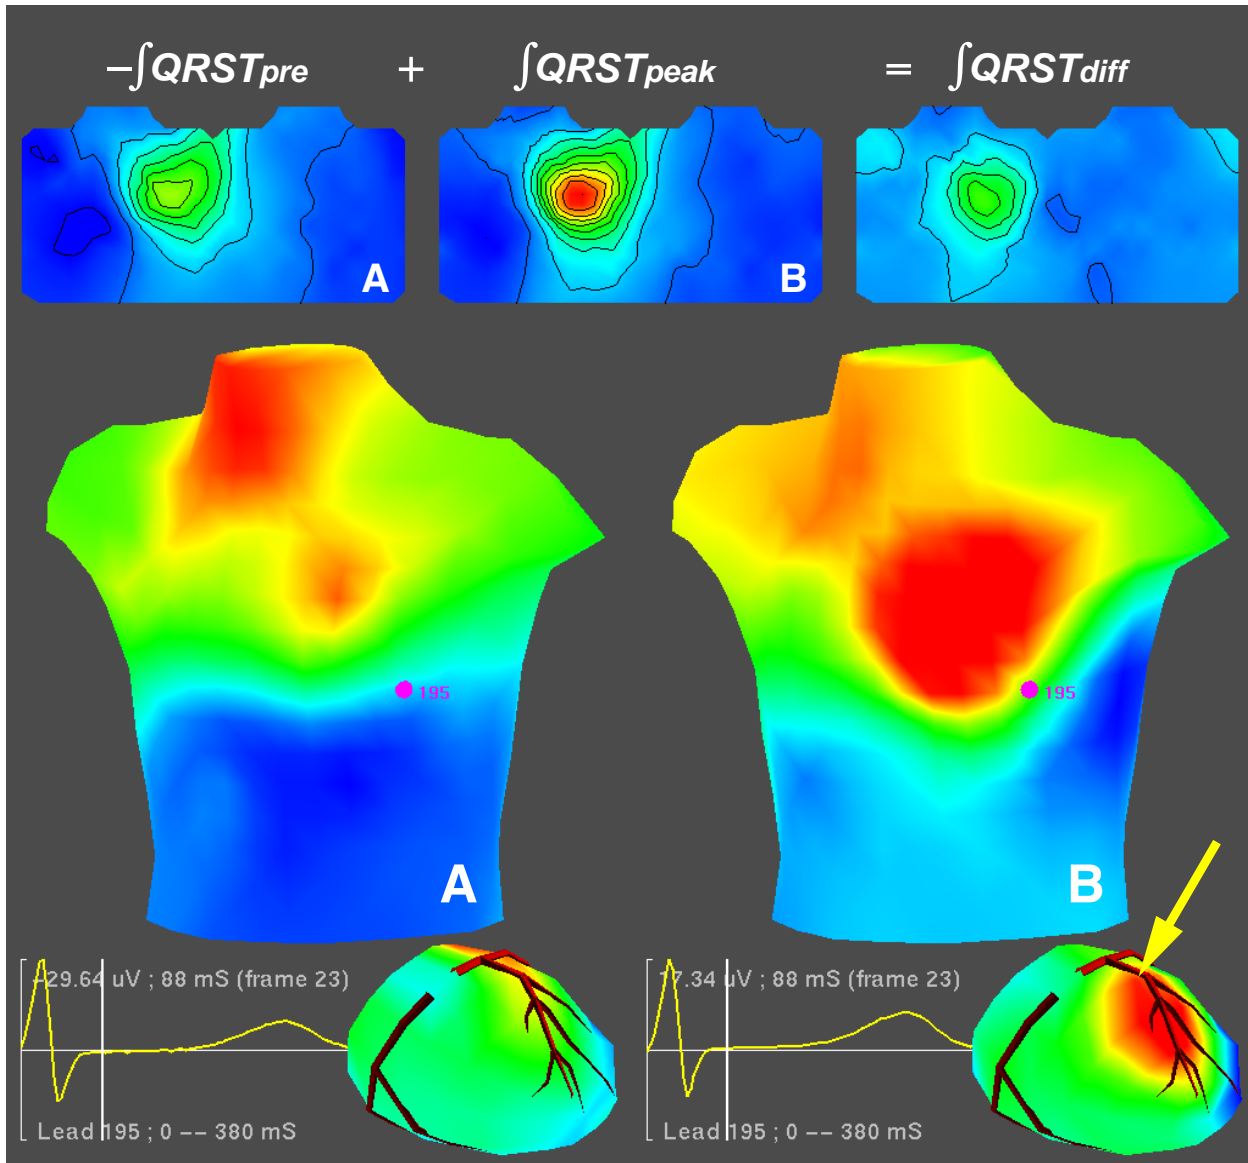 −∫QRSTpre + ∫QRSTpeak = ∫QRSTdiff
A B
195 195
A B
-29.64 uV ; 88 mS (frame 23)
17.34 uV ; 88 mS (frame 23)
Lead 195 ; 0 -- 380 mS
Lead 195 ; 0 -- 380 mS